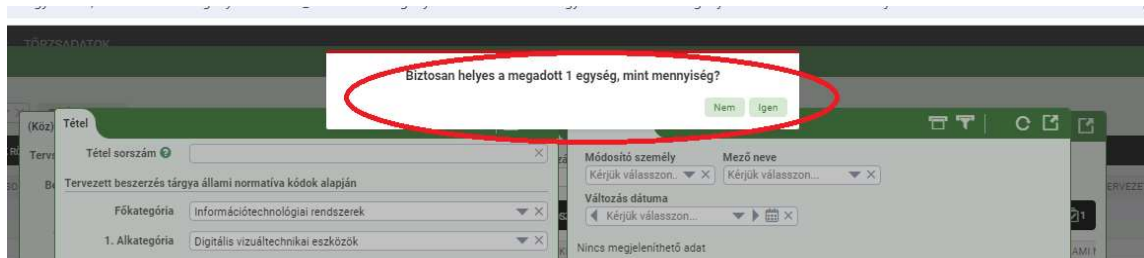 TÖRZSADATOK
Biztosan helyes a megadott 1 egység, mint mennyiség?
Nem Igen
(Köz) Tétel
Terve Tétel sorszám
Módosító személy Mező neve
Kérjük válasszon.. Kérjük válasszon...
Be Tervezett beszerzés tárgya állami normatíva kódok alapján
Változás dátuma
Főkategória Információtechnológiai rendszerek
Kérjük válasszon...
1. Alkategória Digitális vizuáltechnikai eszközök
Nincs megjeleníthető adat